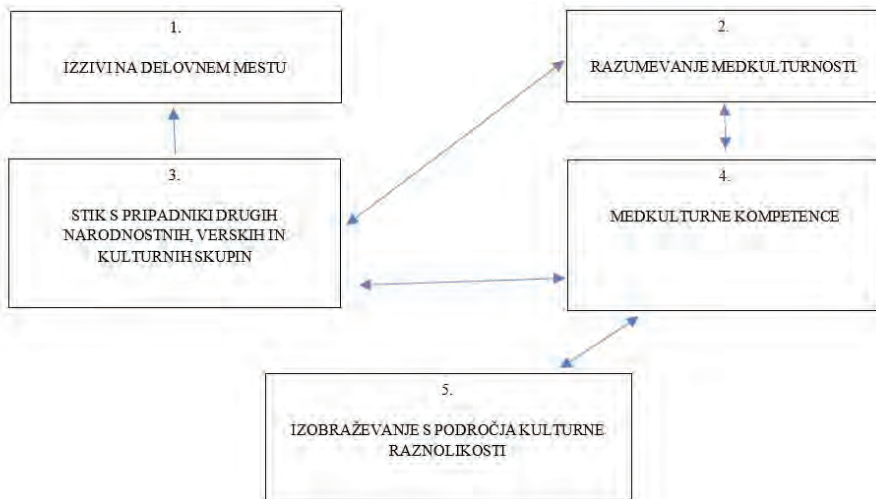 1.
IZZIVI NA DELOVNEM MESTU
2.
RAZUMEVANJE MEDKULTURNOSTI
3.
STIK S PRIPADNIKI DRUGIH
NARODNOSTNIH, VERSKIH IN
KULTURNIH SKUPIN
4.
MEDKULTURNE KOMPETENCE
5.
IZOBRAŽEVANJE S PODROČJA KULTURNE
RAZNOLIKOSTI